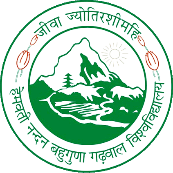 जीवा ज्योतिरशीमहि
हेमवती नन्दन बहुगुणा गढ़वाल विश्वविद्यालय